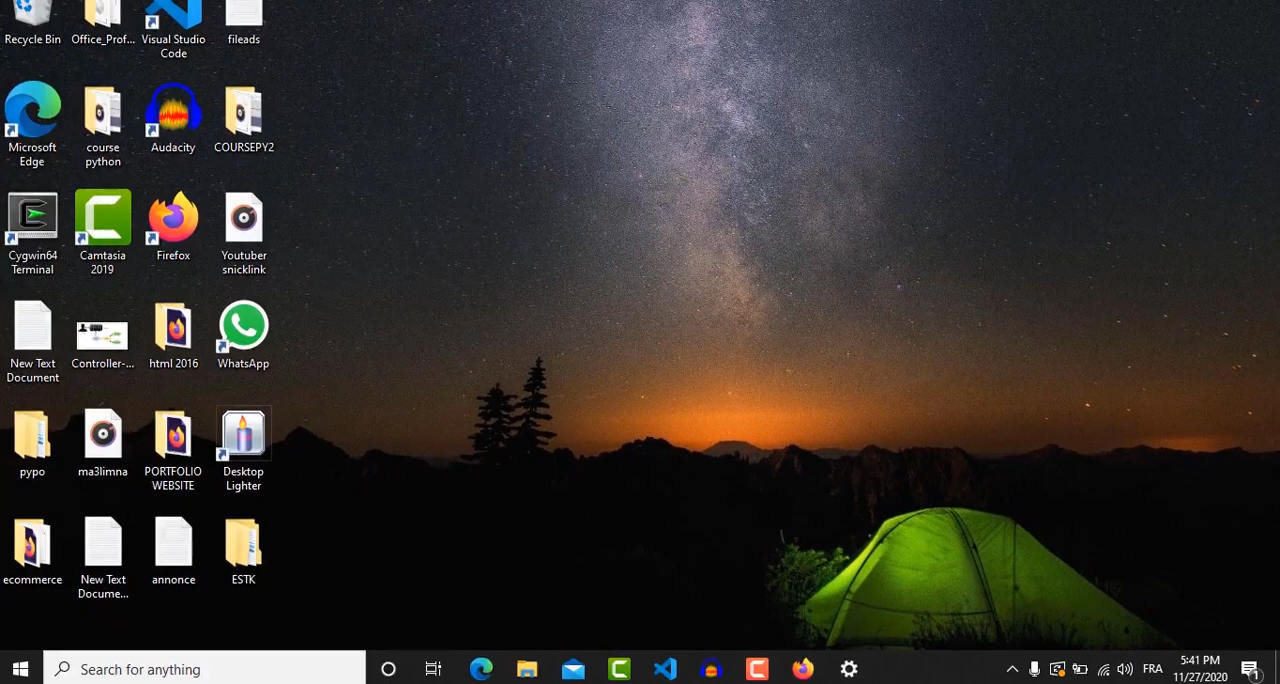 Recycle Bin
Office_Prof...
Visual Studio
Code
fileads
Microsoft
Edge
course
python
Audacity
COURSEPY2
Cygwin64
Terminal
Camtasia
2019
Firefox
Youtuber
snicklink
New Text
Document
Controller-...
html 2016
WhatsApp
pypo
ma3limna
PORTFOLIO
WEBSITE
Desktop
Lighter
ecommerce
New Text
Docume...
annonce
ESTK
Search for anything
FRA
5:41 PM
11/27/2020
1